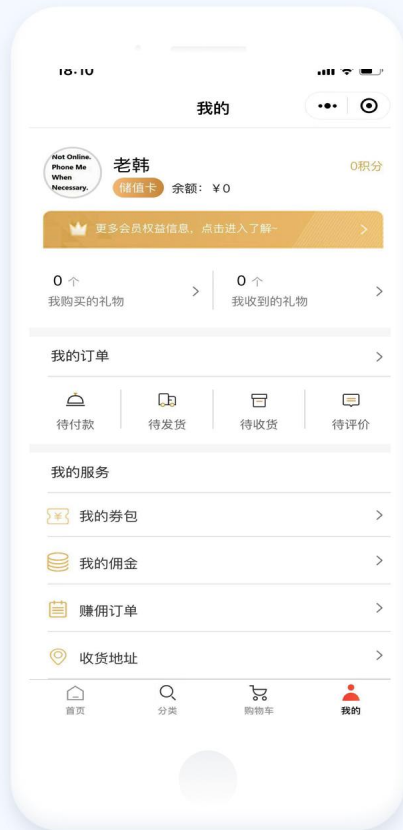 18:10
我的
Not Online.
Phone Me
When
Necessary.
老韩
0积分
储值卡 余额: ￥0
更多会员权益信息，点击进入了解~
0 个
我购买的礼物
0 个
我收到的礼物
我的订单
待付款 待发货 待收货 待评价
我的服务
我的券包
我的佣金
赚佣订单
收货地址
首页 分类 购物车 我的